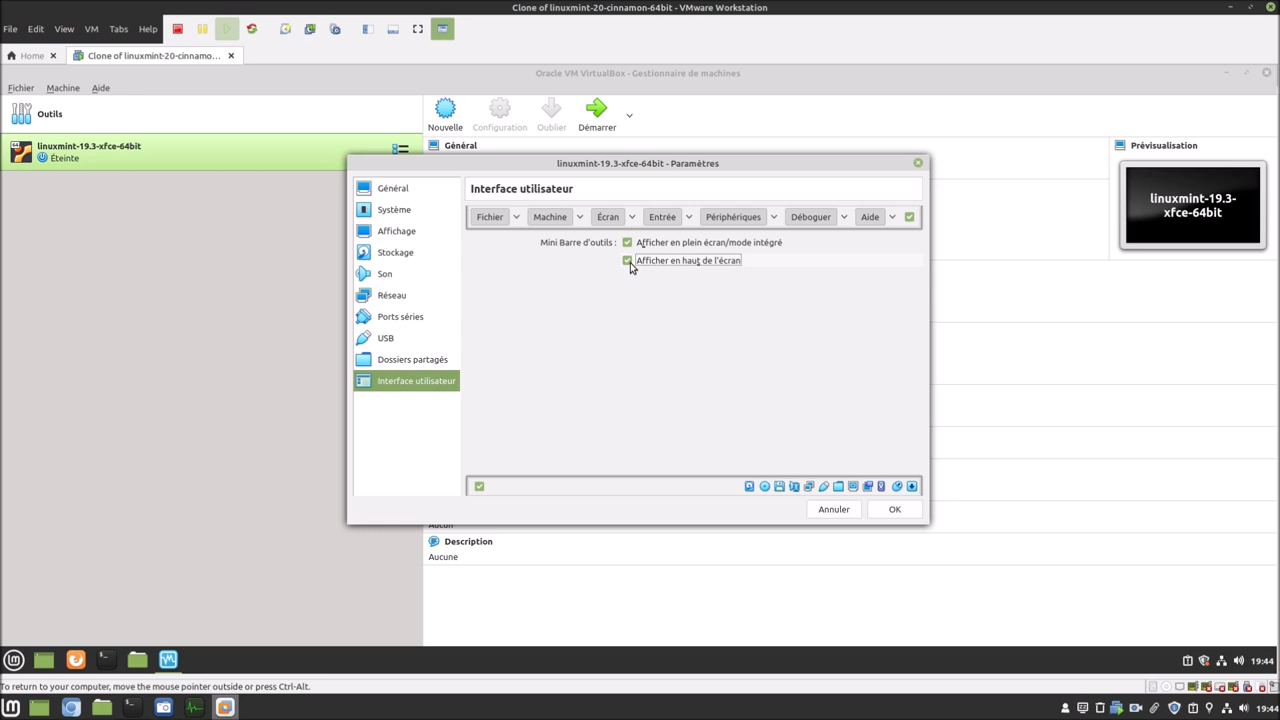 Clone of linuxmint-20-cinnamon-64bit - VMware Workstation
File Edit View VM Tabs Help
Home Clone of linuxmint-20-cinnamo...
Oracle VM VirtualBox - Gestionnaire de machines
Fichier Machine Aide
Outils
Nouvelle Configuration Oublier Démarrer
linuxmint-19.3-xfce-64bit
Éteinte
Général
Prévisualisation
linuxmint-19.3-
xfce-64bit
linuxmint-19.3-xfce-64bit - Paramètres
Général
Système
Affichage
Stockage
Son
Réseau
Ports séries
USB
Dossiers partagés
Interface utilisateur
Interface utilisateur
Fichier Machine Écran Entrée Périphériques Déboguer Aide
Mini Barre d'outils : Afficher en plein écran/mode intégré
Afficher en haut de l'écran
Annuler OK
Aucun
Description
Aucune
19:44
To return to your computer, move the mouse pointer outside or press Ctrl-Alt.
19:44